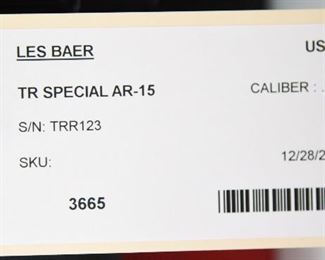 LES BAER US
TR SPECIAL AR-15 CALIBER : .
S/N: TRR123
SKU: 12/28/2
3665